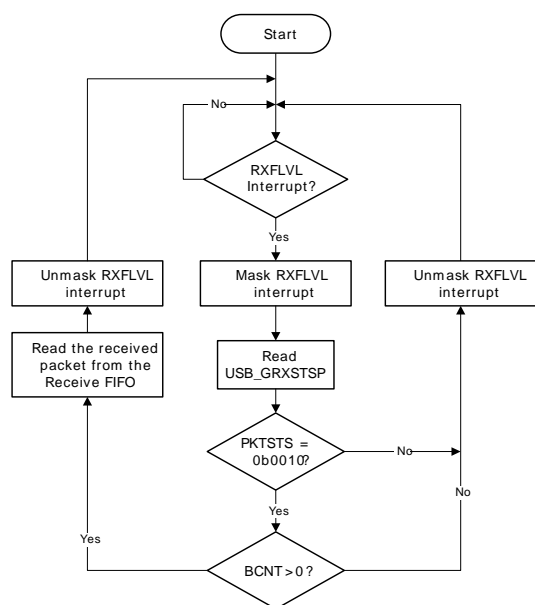 Start
No
RXFLVL
Interrupt?
Yes
Unmask RXFLVL
interrupt
Mask RXFLVL
interrupt
Unmask RXFLVL
interrupt
Read the received
packet from the
Receive FIFO
Read
USB_GRXSTSP
PKTSTS =
0b0010?
No
Yes
No
Yes
BCNT > 0?